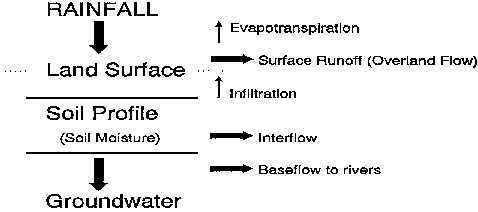 RAINFALL
Evapotranspiration
Surface Runoff (Overland Flow)
Land Surface
Infiltration
Soil Profile
(Soil Moisture)
Interflow
Baseflow to rivers
Groundwater